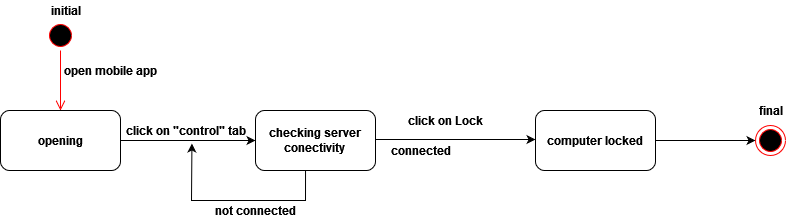 initial
open mobile app
opening
click on "control" tab
checking server
conectivity
not connected
click on Lock
connected
computer locked
final